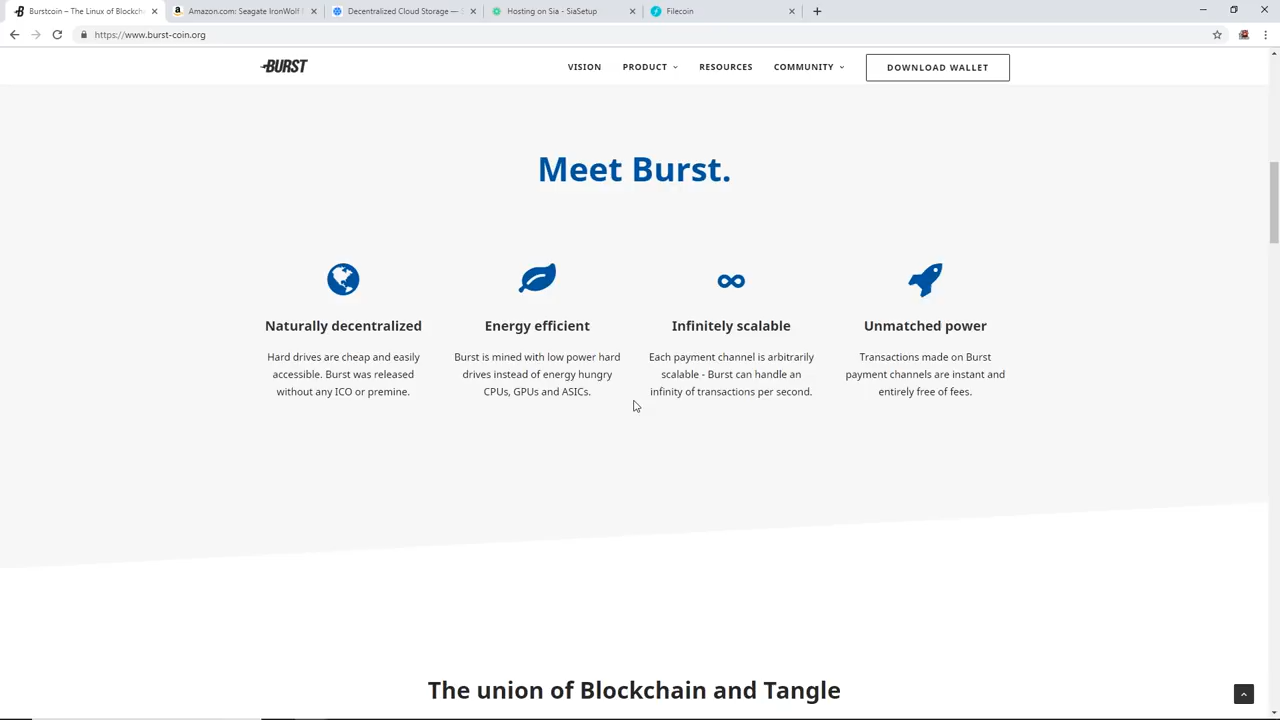 Burstcoin – The Linux of Blockch
Amazon.com: Seagate IronWolf
Decentralized Cloud Storage —
Hosting on Sia - SiaSetup
Filecoin
https://www.burst-coin.org
BURST
VISION
PRODUCT
RESOURCES
COMMUNITY
DOWNLOAD WALLET
Meet Burst.
Naturally decentralized
Hard drives are cheap and easily
accessible. Burst was released
without any ICO or premine.
Energy efficient
Burst is mined with low power hard
drives instead of energy hungry
CPUs, GPUs and ASICs.
Infinitely scalable
Each payment channel is arbitrarily
scalable - Burst can handle an
infinity of transactions per second.
Unmatched power
Transactions made on Burst
payment channels are instant and
entirely free of fees.
The union of Blockchain and Tangle